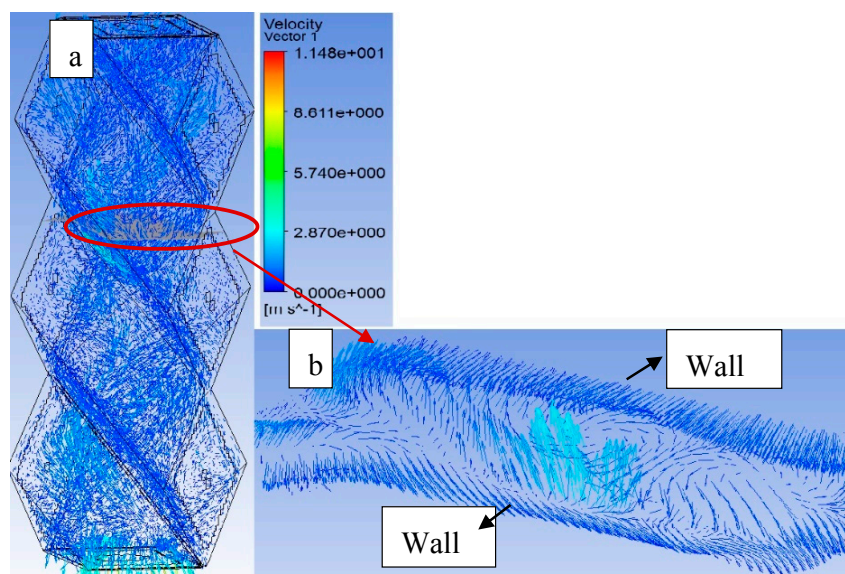 a
Velocity
Vector 1
1.148e+001
8.611e+000
5.740e+000
2.870e+000
0.000e+000
[m s^-1]
b
Wall
Wall